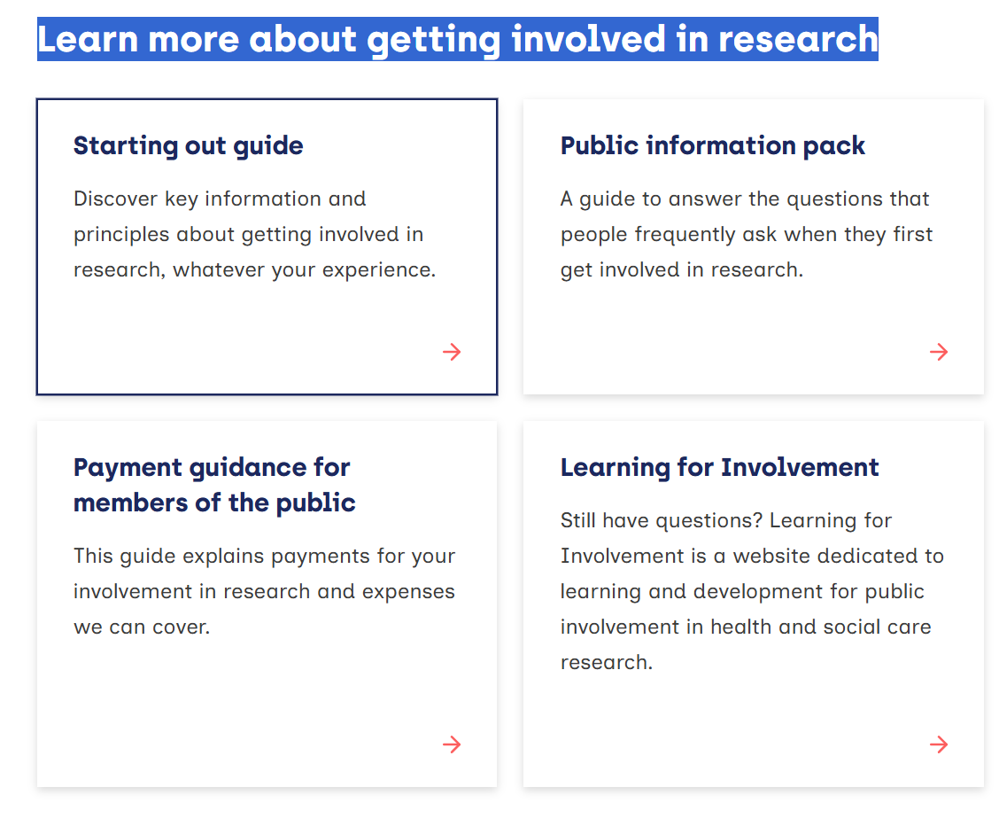 Learn more about getting involved in research
Starting out guide
Discover key information and
principles about getting involved in
research, whatever your experience.
Public information pack
A guide to answer the questions that
people frequently ask when they first
get involved in research.
Payment guidance for
members of the public
This guide explains payments for your
involvement in research and expenses
we can cover.
Learning for Involvement
Still have questions? Learning for
Involvement is a website dedicated to
learning and development for public
involvement in health and social care
research.